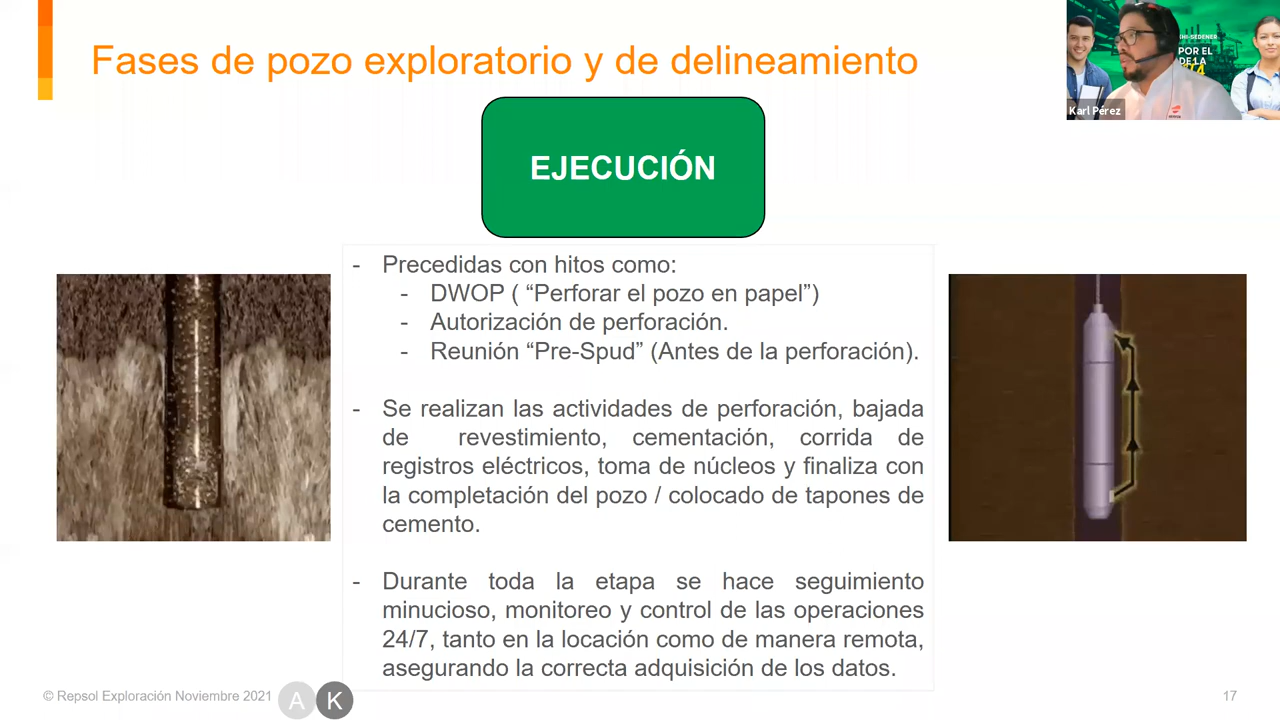 Fases de pozo exploratorio y de delineamiento
POR EL
DE LA
Karl Pérez
EJECUCIÓN
- Precedidas con hitos como:
- DWOP ( “Perforar el pozo en papel”)
- Autorización de perforación.
- Reunión “Pre-Spud” (Antes de la perforación).
- Se realizan las actividades de perforación, bajada
de revestimiento, cementación, corrida de
registros eléctricos, toma de núcleos y finaliza con
la completación del pozo / colocado de tapones de
cemento.
- Durante toda la etapa se hace seguimiento
minucioso, monitoreo y control de las operaciones
24/7, tanto en la locación como de manera remota,
asegurando la correcta adquisición de los datos.
© Repsol Exploración Noviembre 2021
A K
17